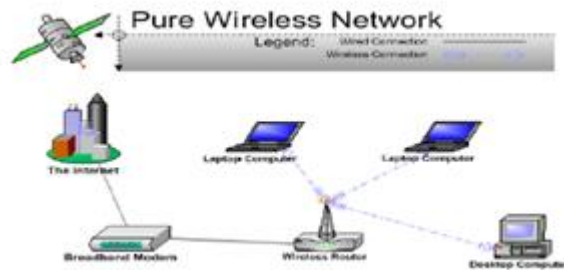 Pure Wireless Network
Legend: Wired Connection
Wireless Connection
Laptop Computer
Laptop Computer
The Internet
Broadband Modem
Wireless Router
Desktop Computer